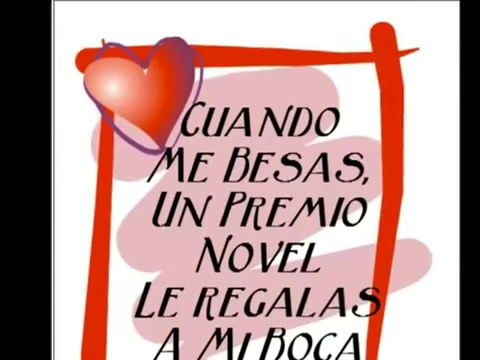 Cuando
me Besas,
Un Premio
Novel
Le regalas
a Mi Boca